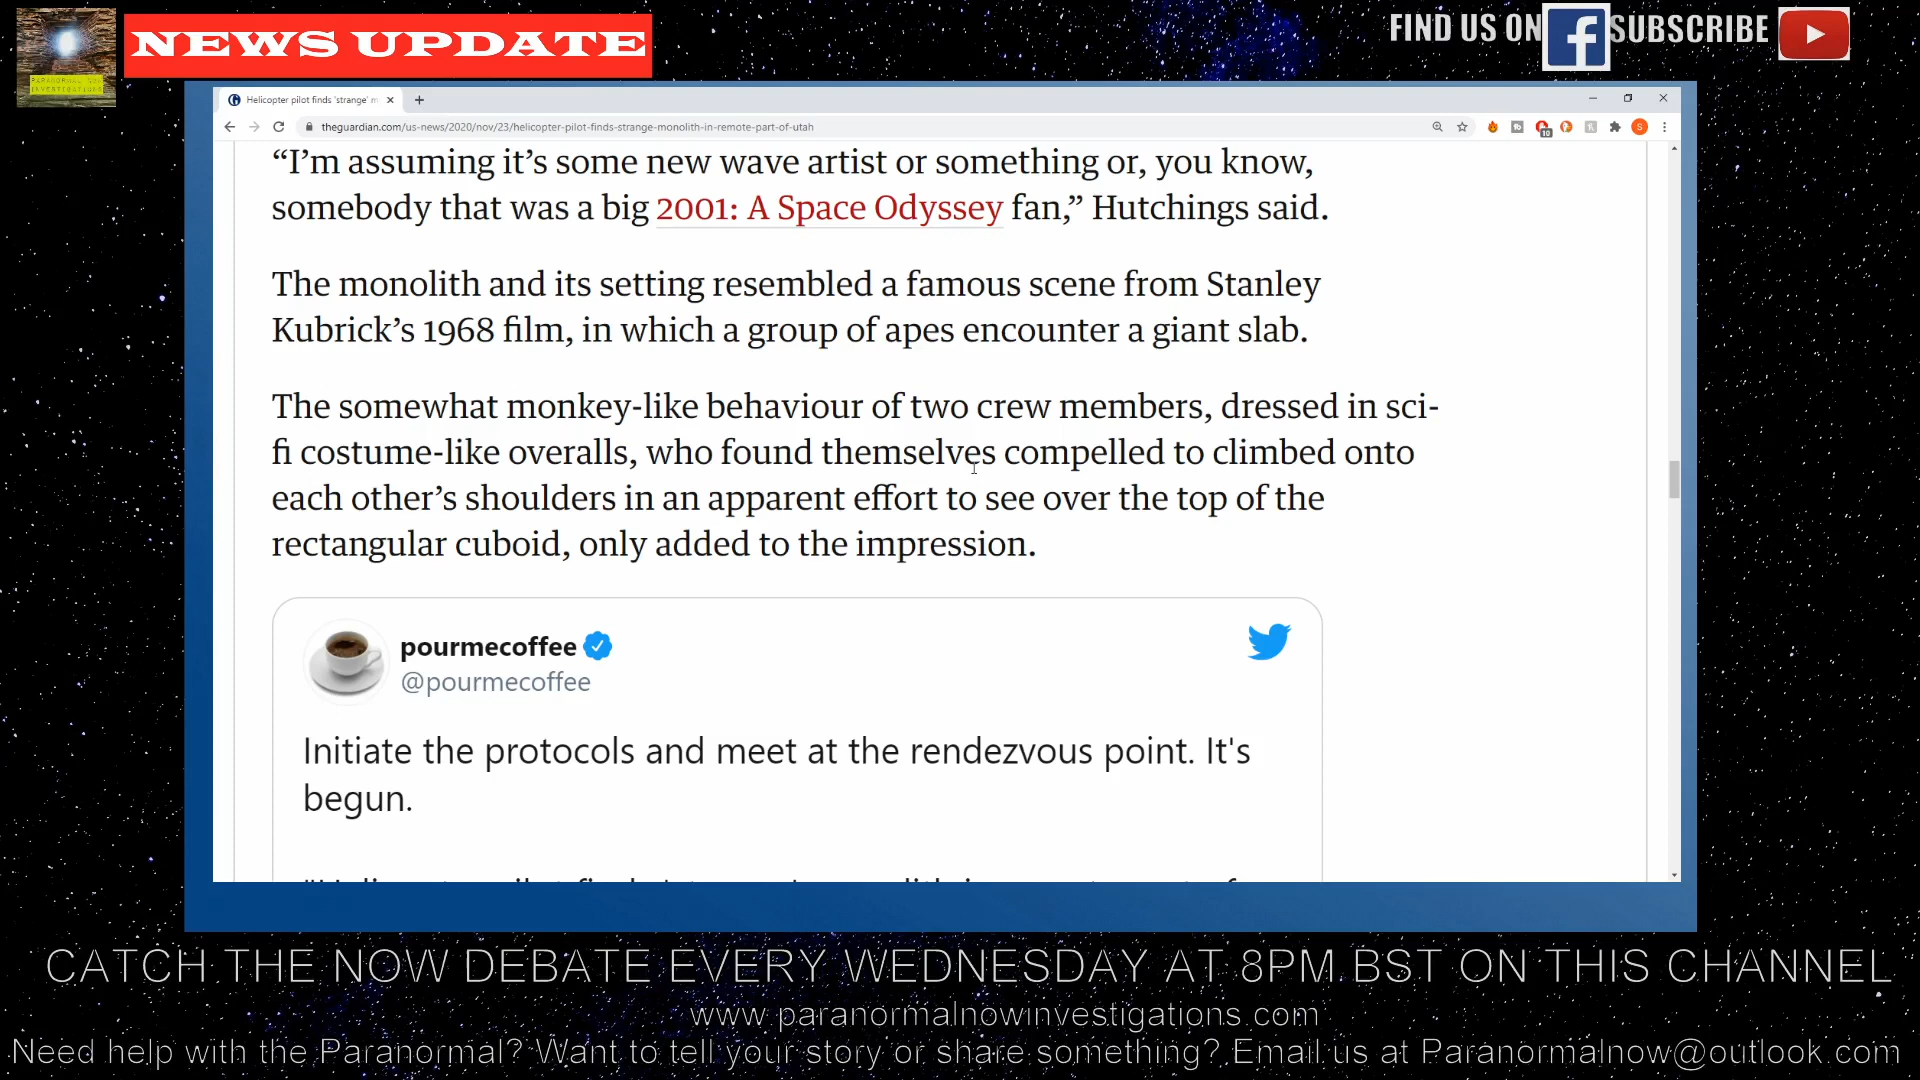 NEWS UPDATE
FIND US ON
SUBSCRIBE
PARANORMAL NOW
INVESTIGATIONS
Helicopter pilot finds 'strange' m
theguardian.com/us-news/2020/nov/23/helicopter-pilot-finds-strange-monolith-in-remote-part-of-utah
10
S
“I’m assuming it’s some new wave artist or something or, you know,
somebody that was a big 2001: A Space Odyssey fan,” Hutchings said.
The monolith and its setting resembled a famous scene from Stanley
Kubrick’s 1968 film, in which a group of apes encounter a giant slab.
The somewhat monkey-like behaviour of two crew members, dressed in sci-
fi costume-like overalls, who found themselves compelled to climbed onto
each other’s shoulders in an apparent effort to see over the top of the
rectangular cuboid, only added to the impression.
pourmecoffee
@pourmecoffee
Initiate the protocols and meet at the rendezvous point. It's
begun.
CATCH THE NOW DEBATE EVERY WEDNESDAY AT 8PM BST ON THIS CHANNEL
www.paranormalnowinvestigations.com
Need help with the Paranormal? Want to tell your story or share something? Email us at Paranormalnow@outlook.com